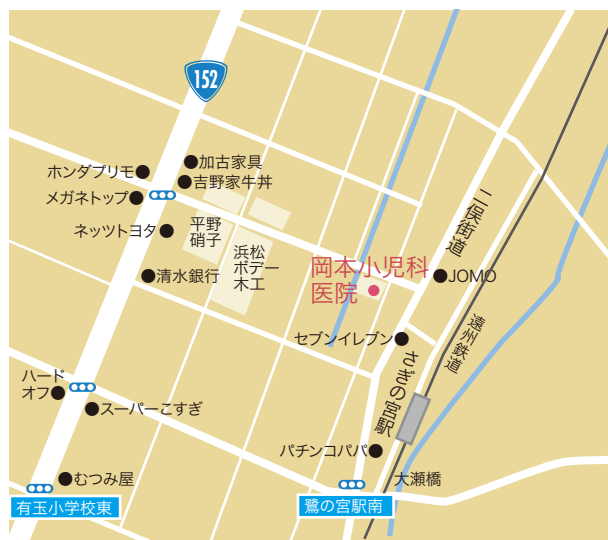 152
加古家具
ホンダプリモ
吉野家牛丼
メガネトップ
ネッツトヨタ
平野
硝子
浜松
ボデー
木工
二俣街道
岡本小児科
医院
JOMO
清水銀行
遠州鉄道
セブンイレブン
さぎの宮駅
ハード
オフ
スーパーこすぎ
パチンコパパ
むつみ屋
大瀬橋
有玉小学校東
鷺の宮駅南